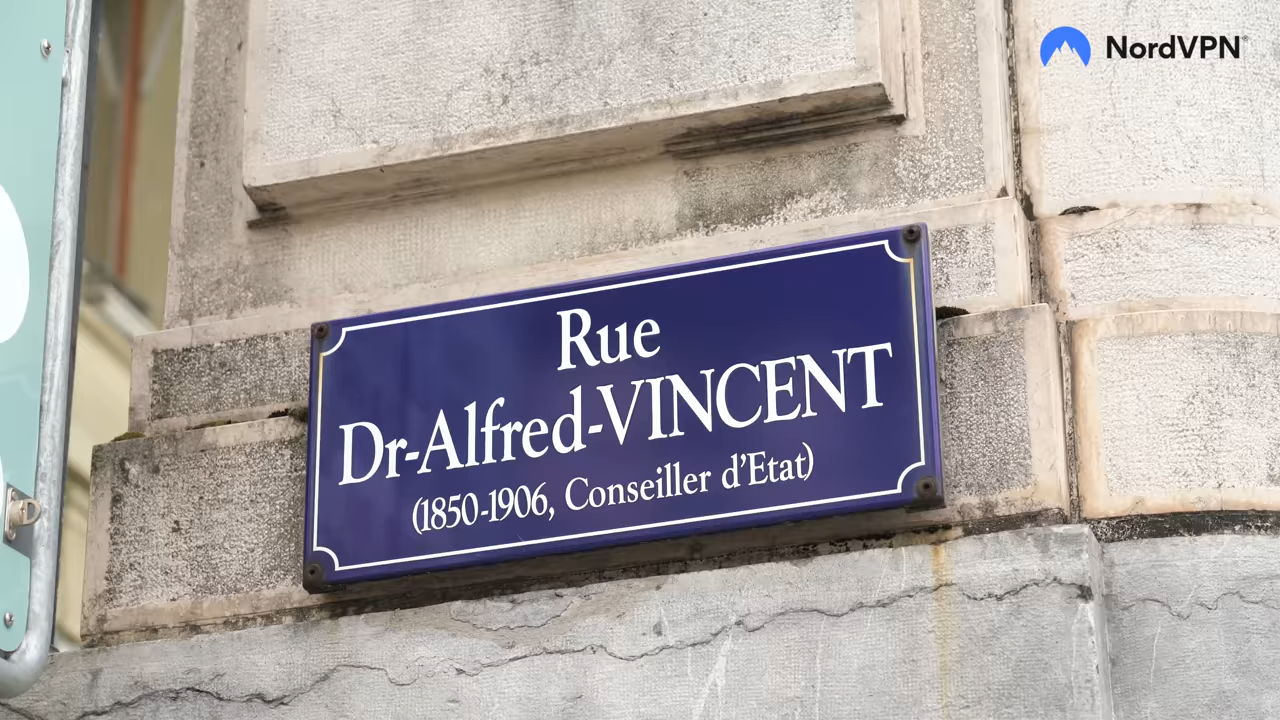 NordVPN®
Rue
Dr-Alfred-VINCENT
(1850-1906, Conseiller d'Etat)